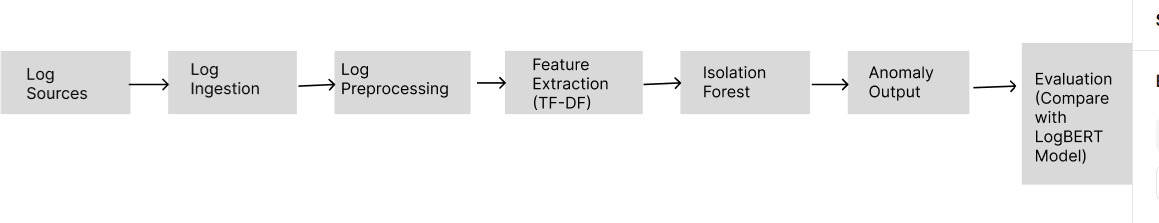 Log
Sources
Log
Ingestion
Log
Preprocessing
Feature
Extraction
(TF-DF)
Isolation
Forest
Anomaly
Output
Evaluation
(Compare
with
LogBERT
Model)